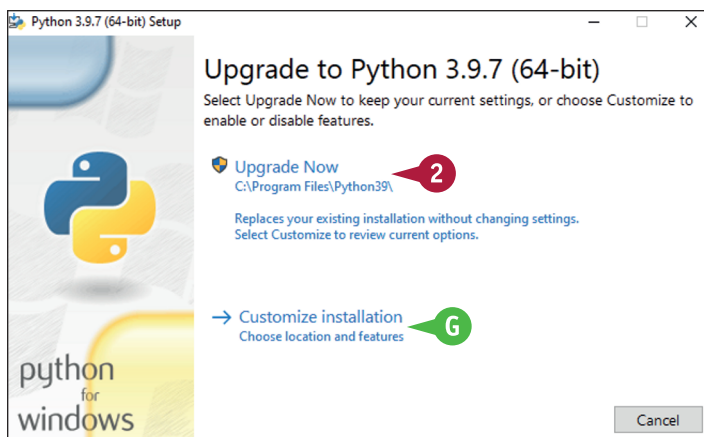 Python 3.9.7 (64-bit) Setup
Upgrade to Python 3.9.7 (64-bit)
Select Upgrade Now to keep your current settings, or choose Customize to
enable or disable features.
Upgrade Now
2
C:\Program Files\Python39\
Replaces your existing installation without changing settings.
Select Customize to review current options.
Customize installation
G
Choose location and features
python
for
windows
Cancel